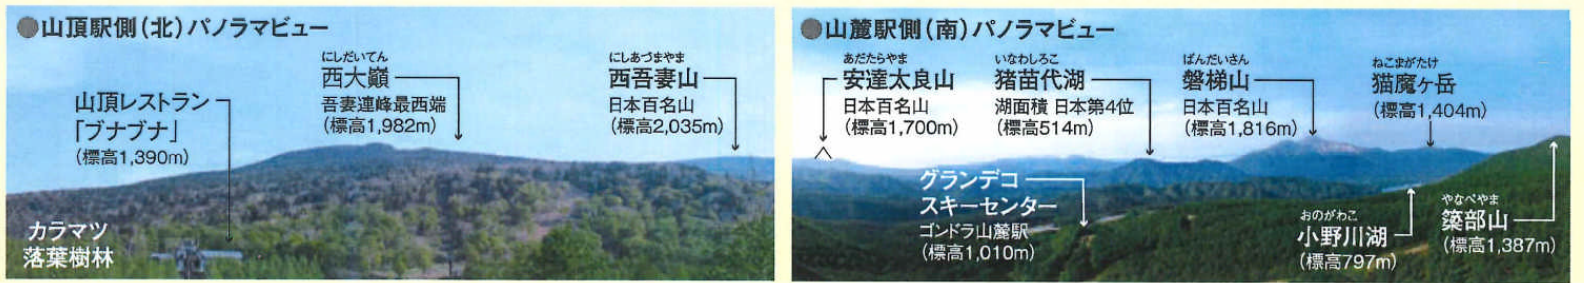 ●山頂駅側(北)パノラマビュー
にしだいてん
西大巓
吾妻連峰最西端
(標高1,982m)
にしあづまやま
西吾妻山
日本百名山
(標高2,035m)
山頂レストラン
「ブナブナ」
(標高1,390m)
カラマツ
落葉樹林
●山麓駅側(南)パノラマビュー
あだたらやま
安達太良山
日本百名山
(標高1,700m)
いなわしろこ
猪苗代湖
湖面積 日本第4位
(標高514m)
ばんだいさん
磐梯山
日本百名山
(標高1,816m)
ねこまがたけ
猫魔ヶ岳
(標高1,404m)
グランデコ
スキーセンター
ゴンドラ山麓駅
(標高1,010m)
おのがわこ
小野川湖
(標高797m)
やなべやま
簗部山
(標高1,387m)